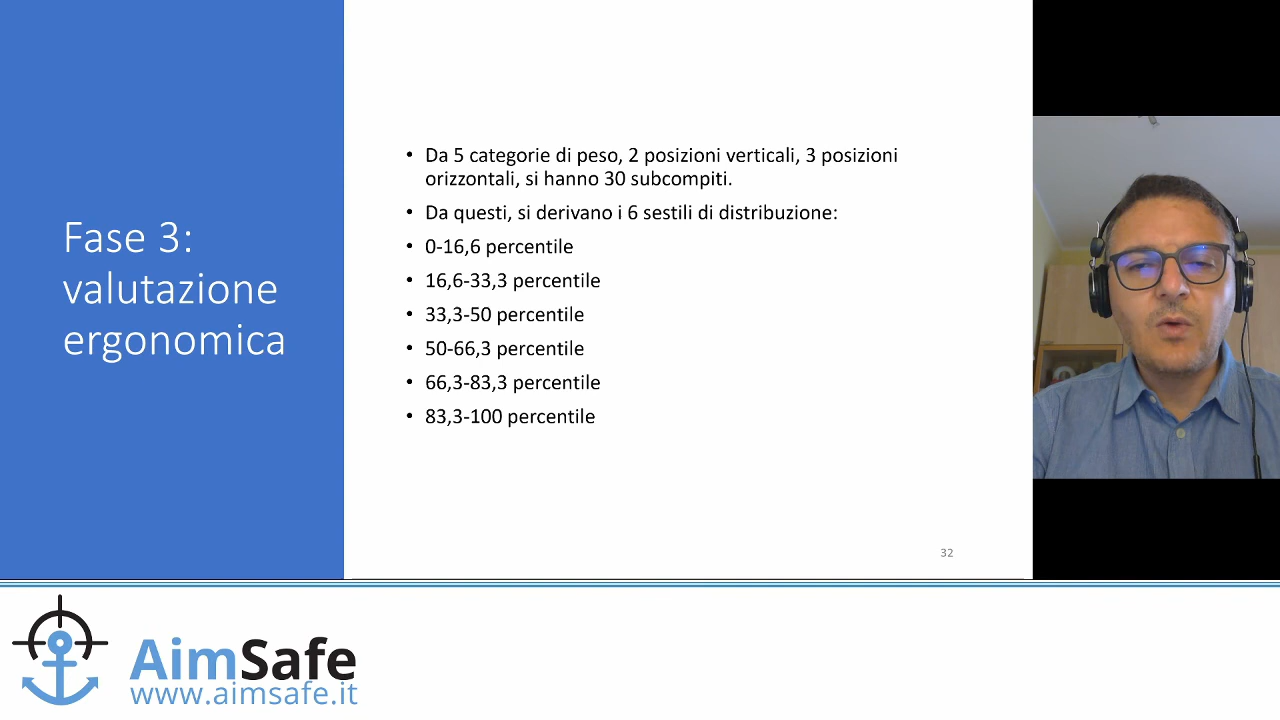 Fase 3:
valutazione
ergonomica
• Da 5 categorie di peso, 2 posizioni verticali, 3 posizioni
orizzontali, si hanno 30 subcompiti.
• Da questi, si derivano i 6 sestili di distribuzione:
• 0-16,6 percentile
• 16,6-33,3 percentile
• 33,3-50 percentile
• 50-66,3 percentile
• 66,3-83,3 percentile
• 83,3-100 percentile
32
AimSafe
www.aimsafe.it